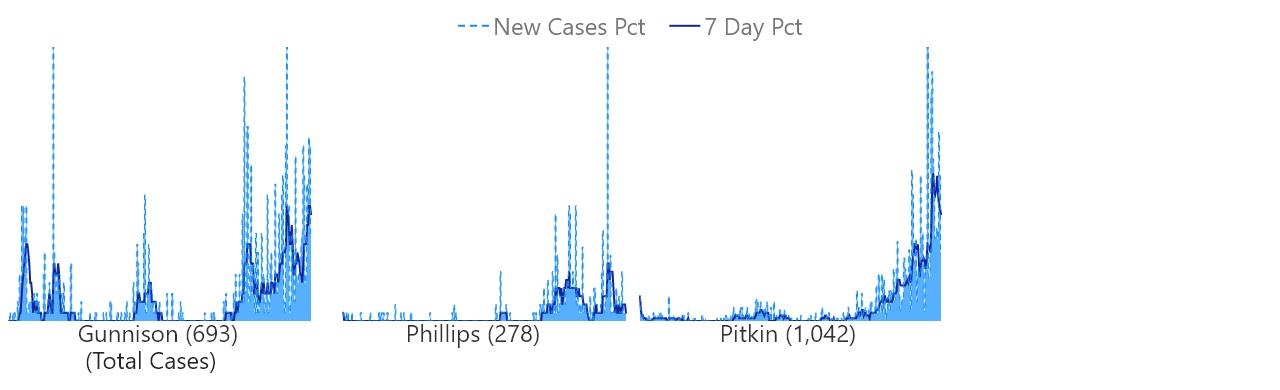 New Cases Pct 7 Day Pct
Gunnison (693) Phillips (278) Pitkin (1,042)
(Total Cases)